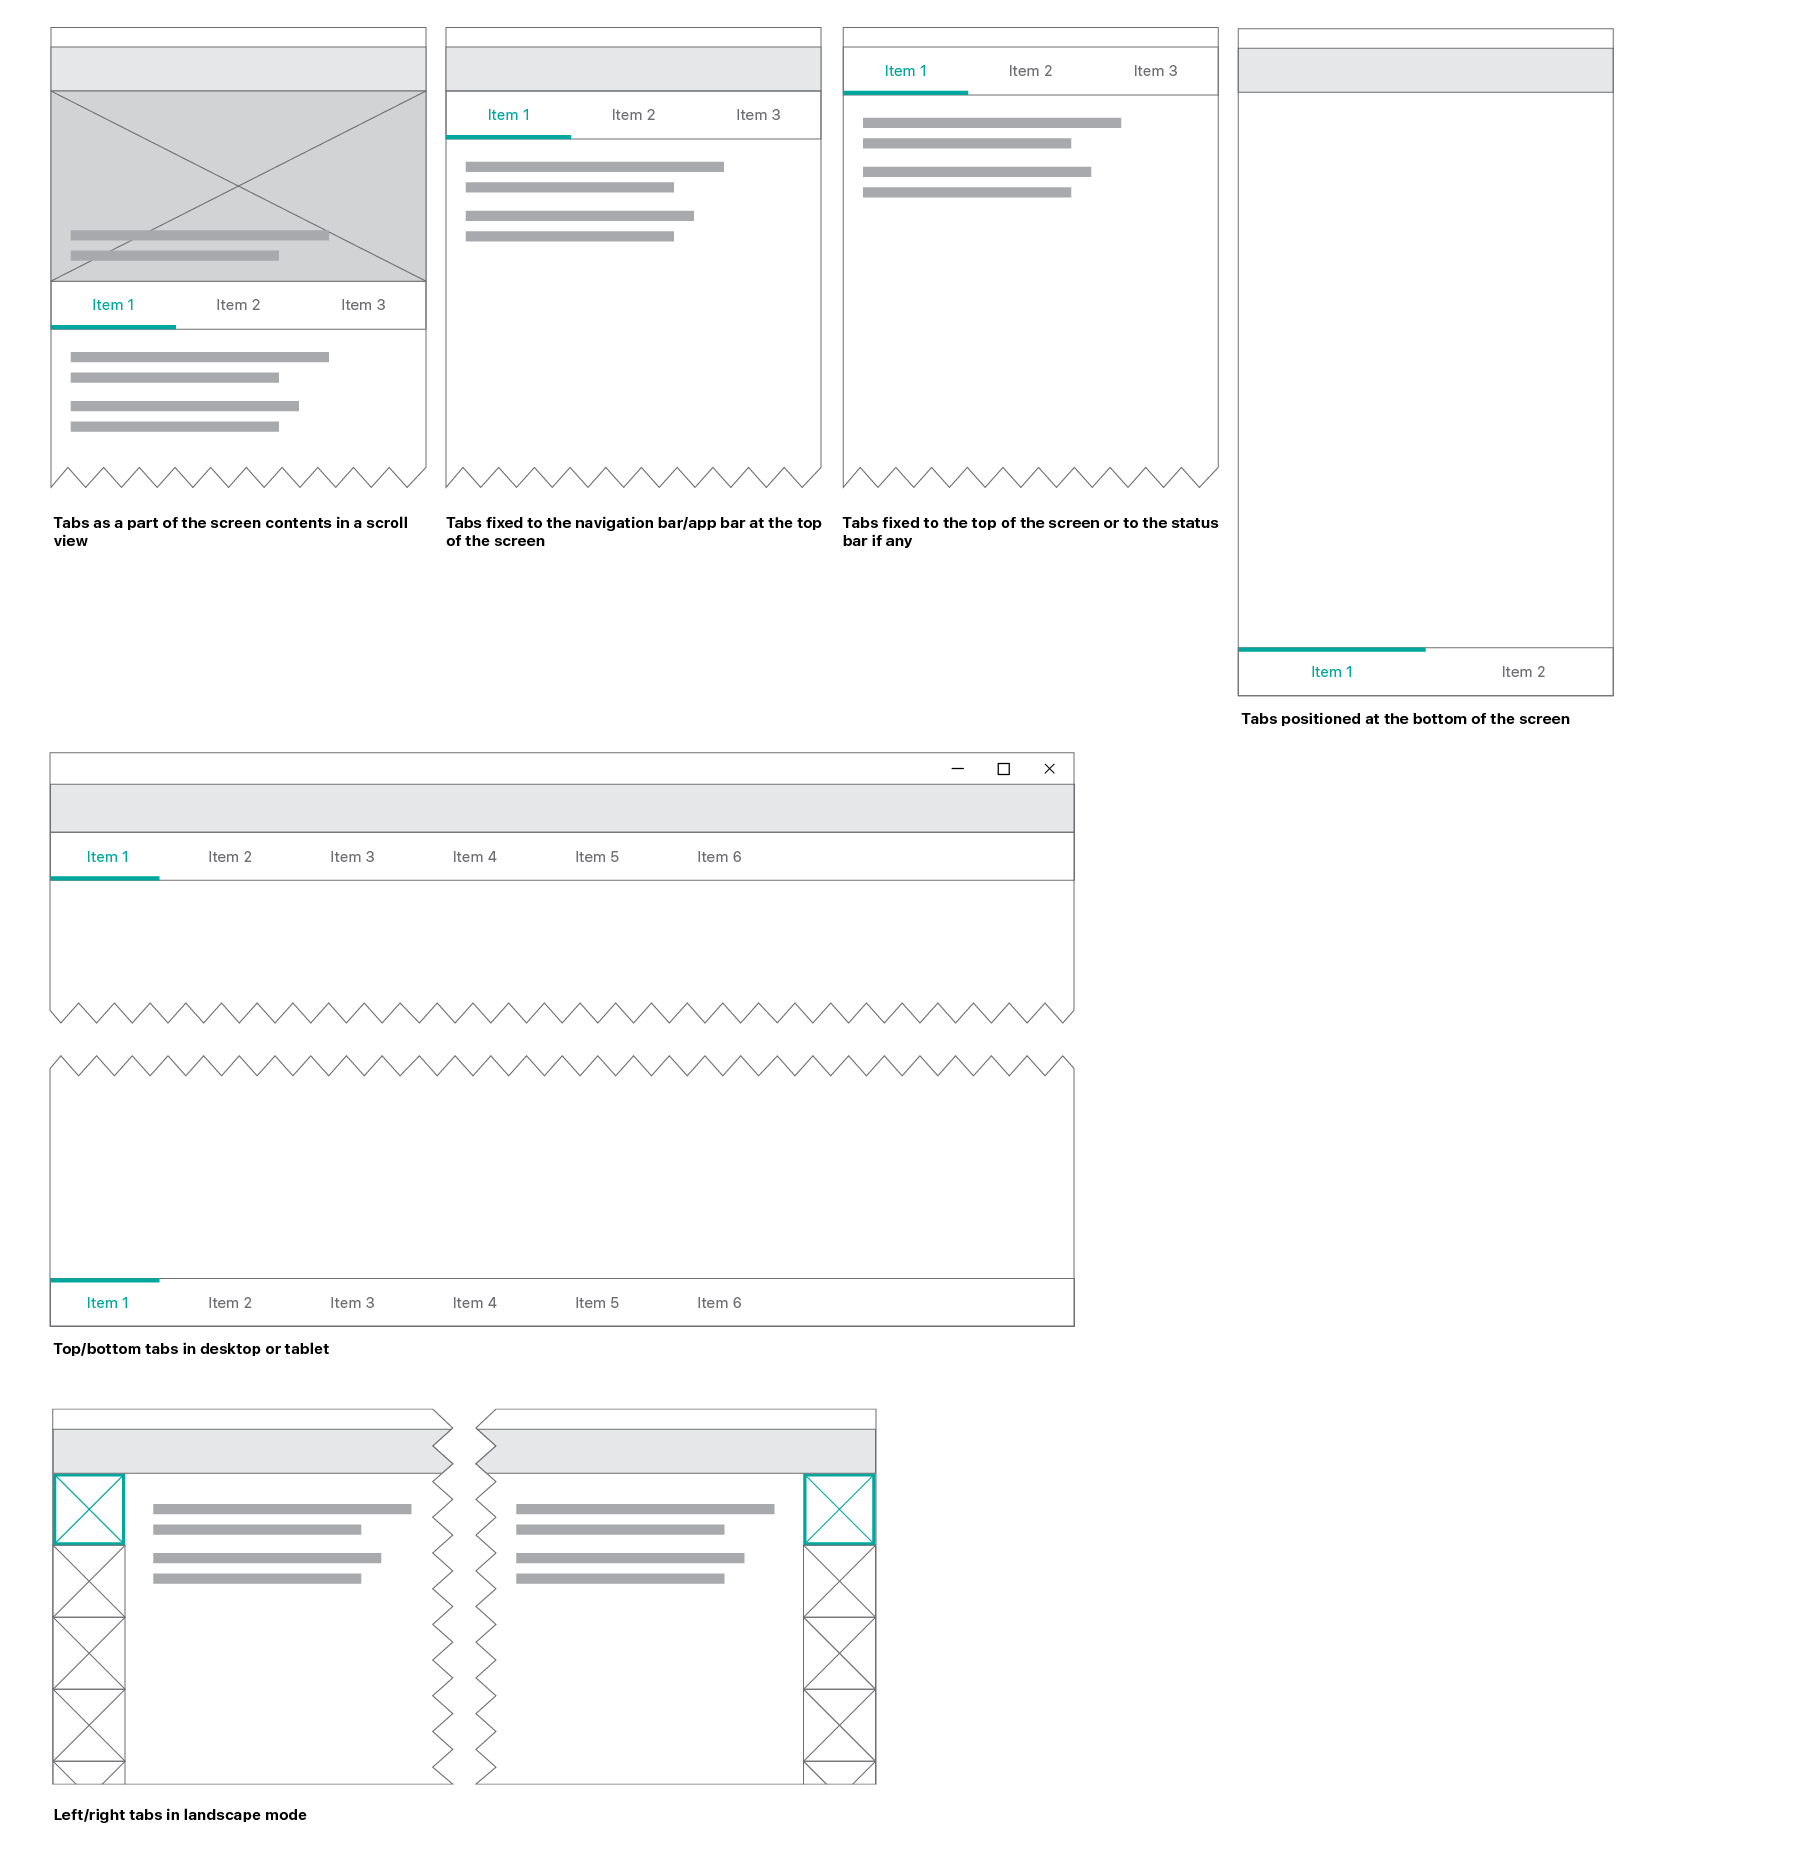 Item 1 Item 2 Item 3
Tabs as a part of the screen contents in a scroll
view
Item 1 Item 2 Item 3
Tabs fixed to the navigation bar/app bar at the top
of the screen
Item 1 Item 2 Item 3
Tabs fixed to the top of the screen or to the status
bar if any
Item 1 Item 2
Tabs positioned at the bottom of the screen
Item 1 Item 2 Item 3 Item 4 Item 5 Item 6
Item 1 Item 2 Item 3 Item 4 Item 5 Item 6
Top/bottom tabs in desktop or tablet
Left/right tabs in landscape mode